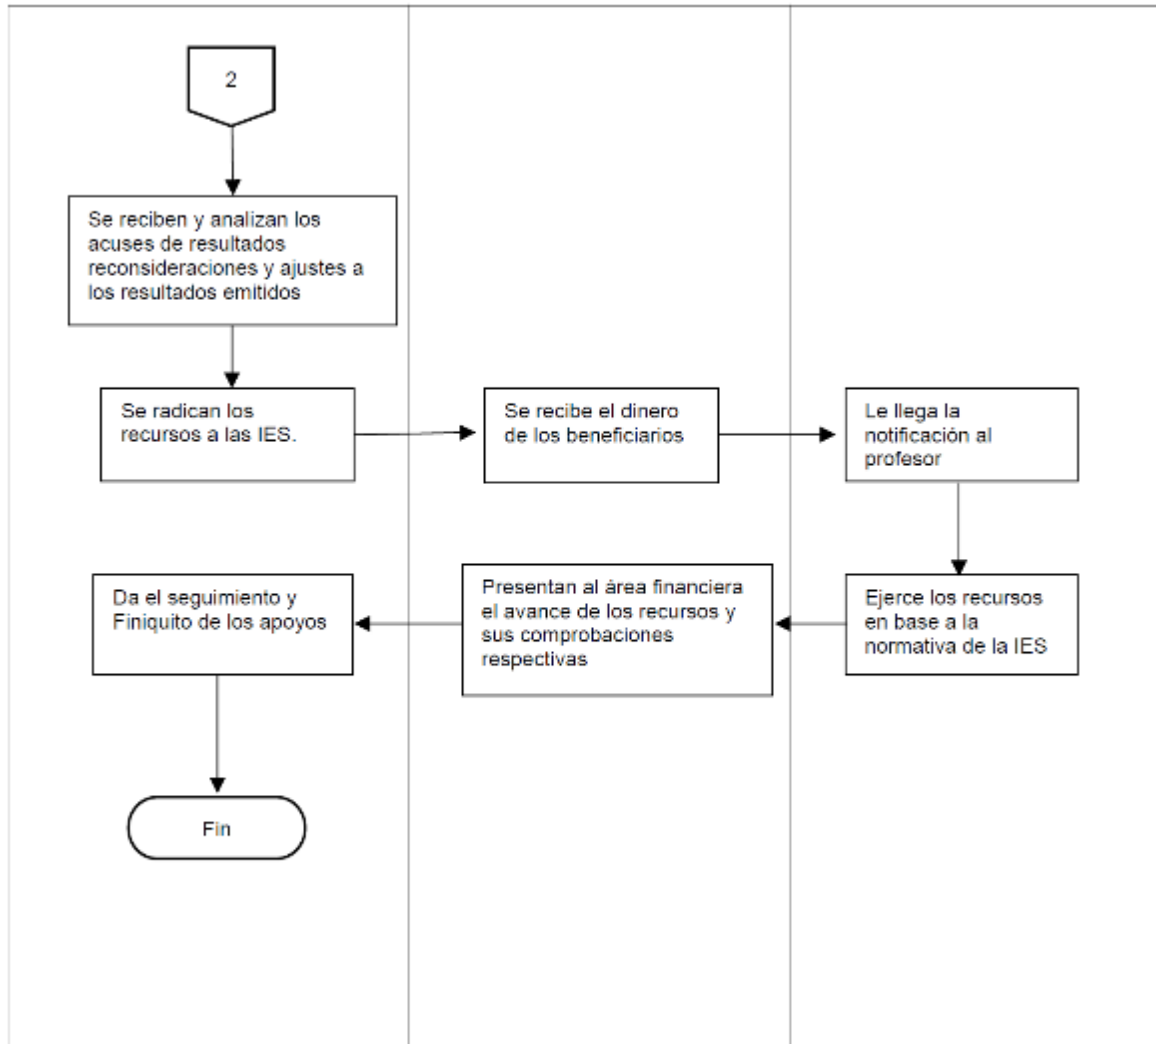 2
Se reciben y analizan los
acuses de resultados
reconsideraciones y ajustes a
los resultados emitidos
Se radican los
recursos a las IES.
Se recibe el dinero
de los beneficiarios
Le llega la
notificación al
profesor
Ejerce los recursos
en base a la
normativa de la IES
Presentan al área financiera
el avance de los recursos y
sus comprobaciones
respectivas
Da el seguimiento y
Finiquito de los apoyos
Fin